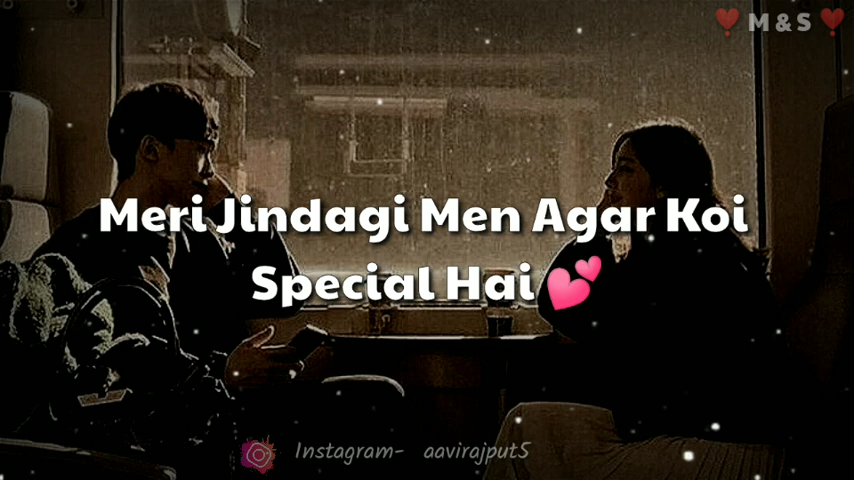 ❣️ M & S ❣️
Meri Jindagi Men Agar Koi
Special Hai 💕
Instagram- aavirajput5